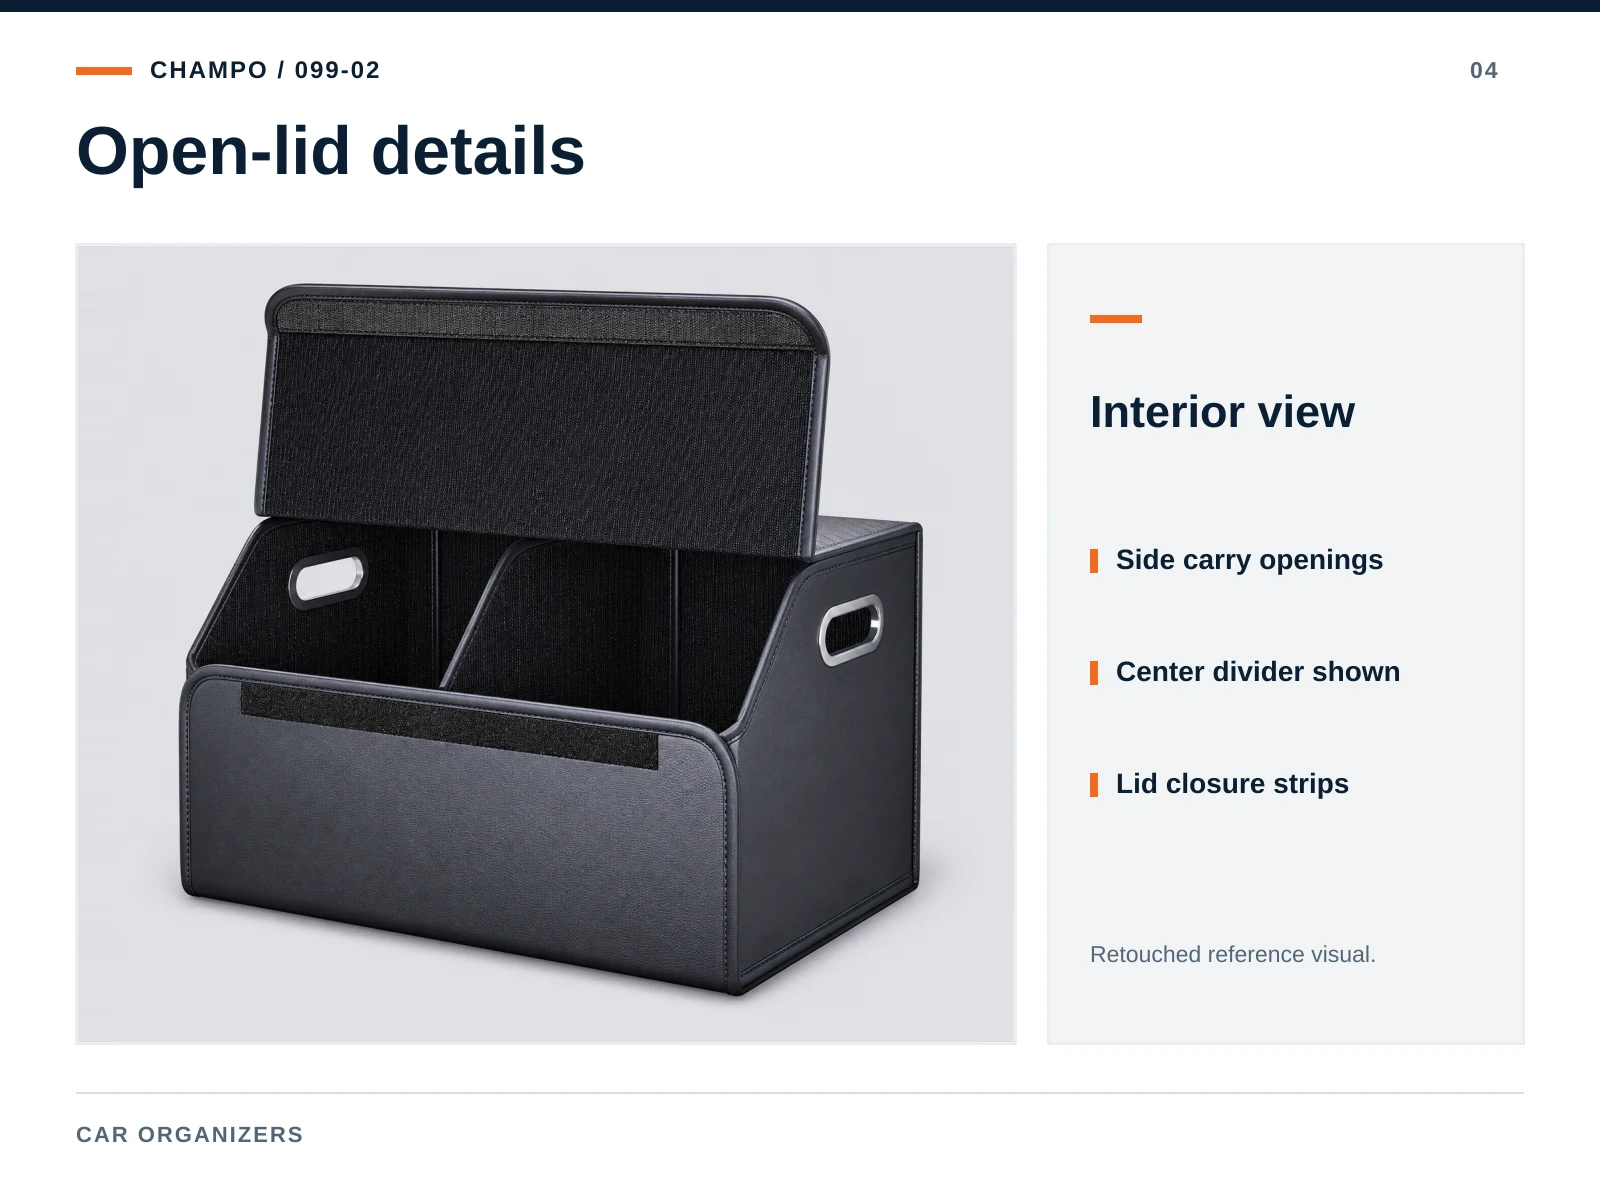 CHAMPO / 099-02
04
Open-lid details
Interior view
Side carry openings
Center divider shown
Lid closure strips
Retouched reference visual.
CAR ORGANIZERS